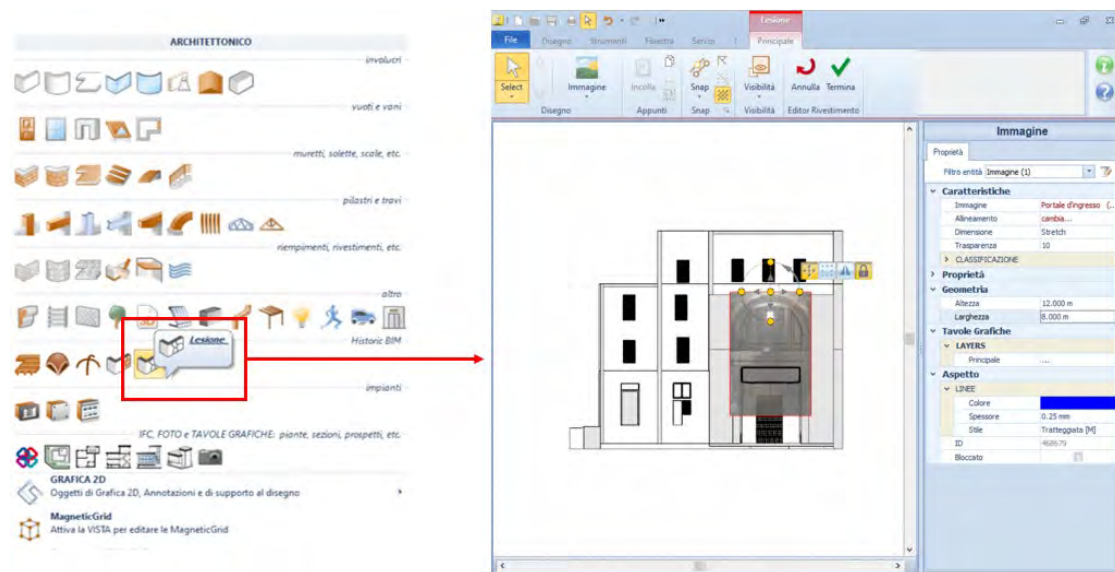 ARCHITETTONICO
involucri
vuoti e vani
muretti, solette, scale, etc.
pilastri e travi
riempimenti, rivestimenti, etc.
altro
Lesione
Historic BIM
impianti
IFC, FOTO e TAVOLE GRAFICHE: piante, sezioni, prospetti, etc.
GRAFICA 2D
Oggetti di Grafica 2D, Annotazioni e di supporto al disegno
MagneticGrid
Attiva la VISTA per editare le MagneticGrid
Lesione
File Disegno Strumenti Finestra Servizo ! Principale
Select Immagine Incolla Snap Visibilità Annulla Termina
Disegno Appunti Snap Visibilità Editor Rivestimento
Immagine
Proprietà
Filtro entità Immagine (1)
Caratteristiche
Immagine Portale d'ingresso (...
Allineamento cambia...
Dimensione Stretch
Trasparenza 10
CLASSIFICAZIONE
Proprietà
Geometria
Altezza 12.000 m
Larghezza 8.000 m
Tavole Grafiche
LAYERS
Principale ....
Aspetto
LINEE
Colore
Spessore 0.25 mm
Stile Tratteggiata [M]
ID 468679
Bloccato